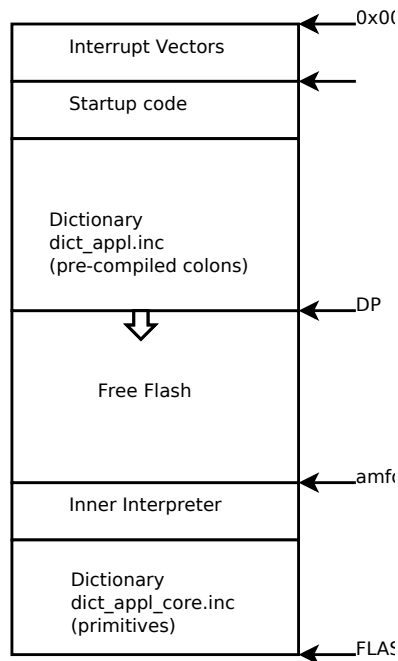 0x00
Interrupt Vectors
Startup code
Dictionary
dict_appl.inc
(pre-compiled colons)
DP
Free Flash
Inner Interpreter
Dictionary
dict_appl_core.inc
(primitives)